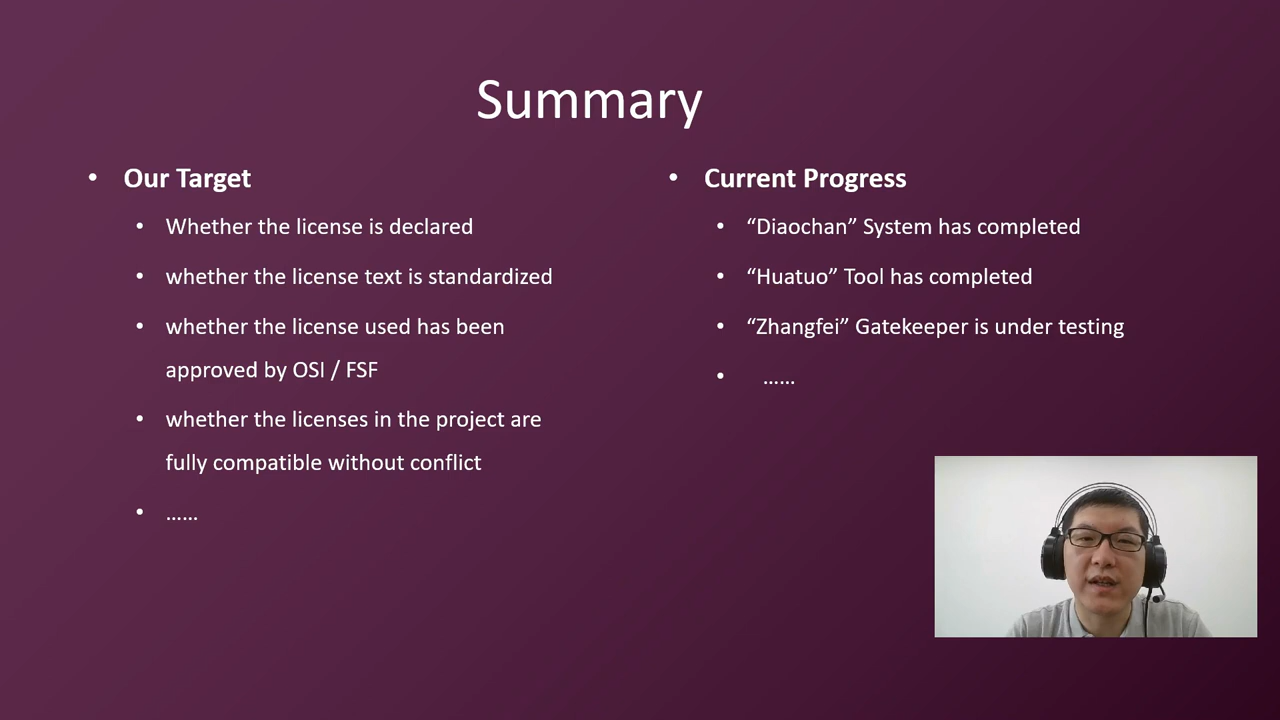 Summary
• Our Target
• Whether the license is declared
• whether the license text is standardized
• whether the license used has been
approved by OSI / FSF
• whether the licenses in the project are
fully compatible without conflict
• ......
• Current Progress
• “Diaochan” System has completed
• “Huatuo” Tool has completed
• “Zhangfei” Gatekeeper is under testing
• ......